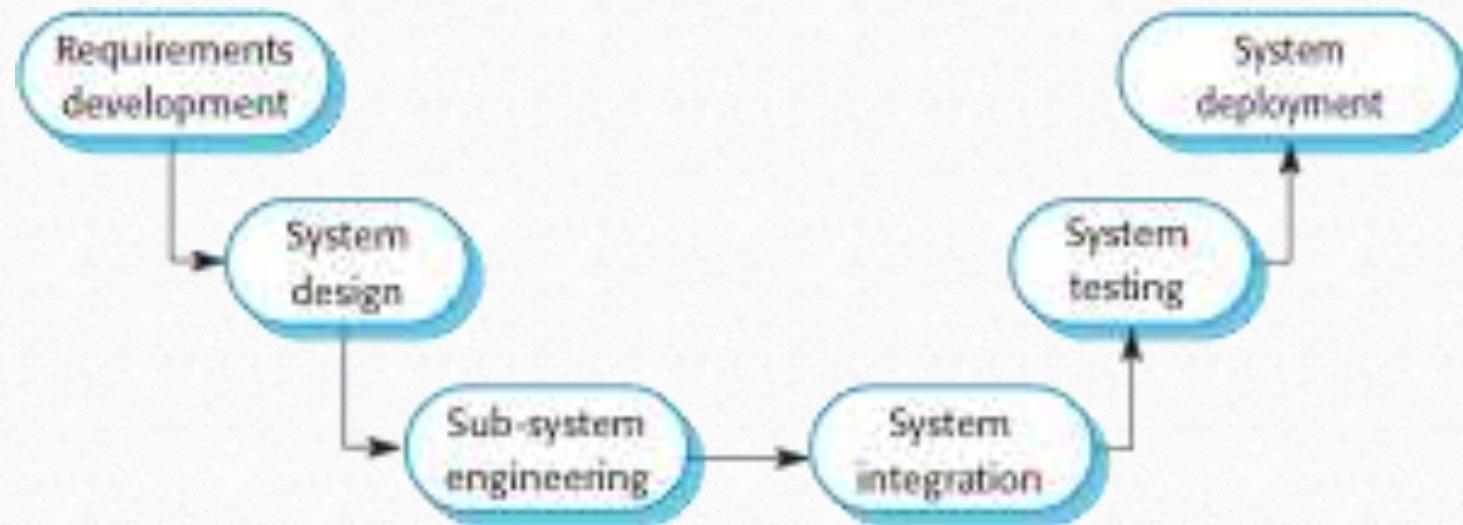 Requirements
development
System
design
Sub-system
engineering
System
integration
System
testing
System
deployment